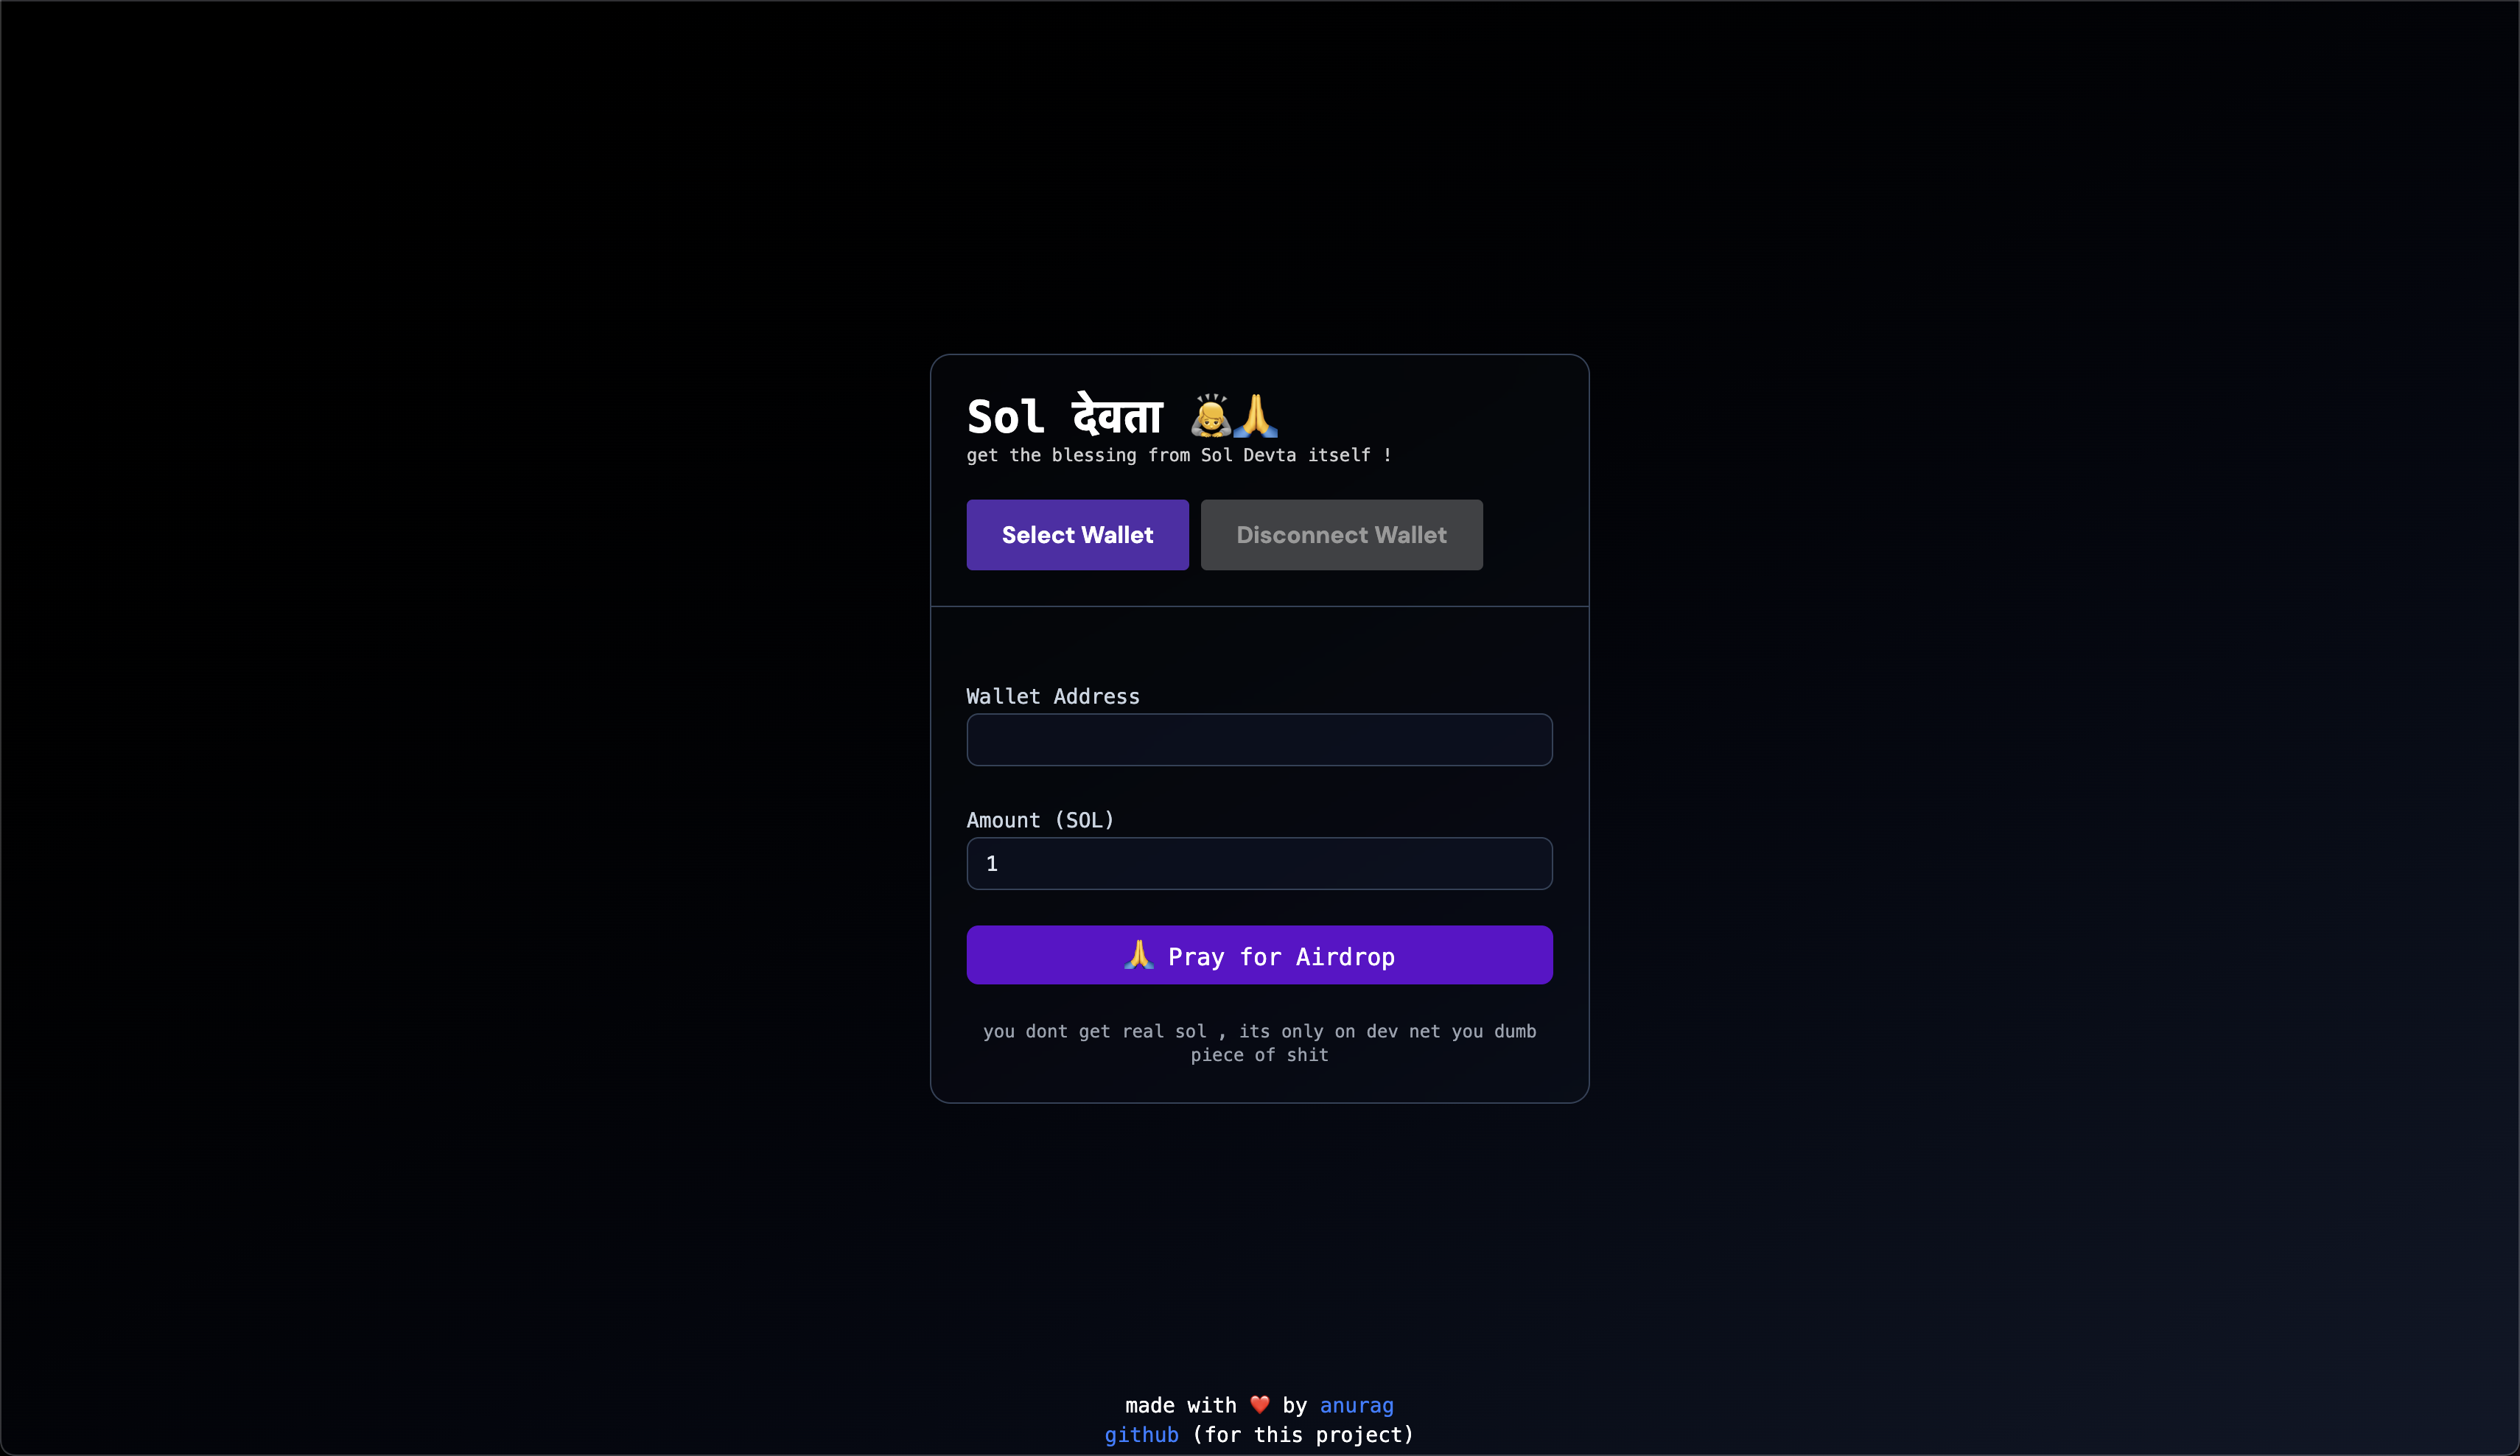 Sol देवता 🙇🙏
get the blessing from Sol Devta itself !
Select Wallet
Disconnect Wallet
Wallet Address
Amount (SOL)
1
🙏 Pray for Airdrop
you dont get real sol , its only on dev net you dumb
piece of shit
made with ❤️ by anurag
github (for this project)